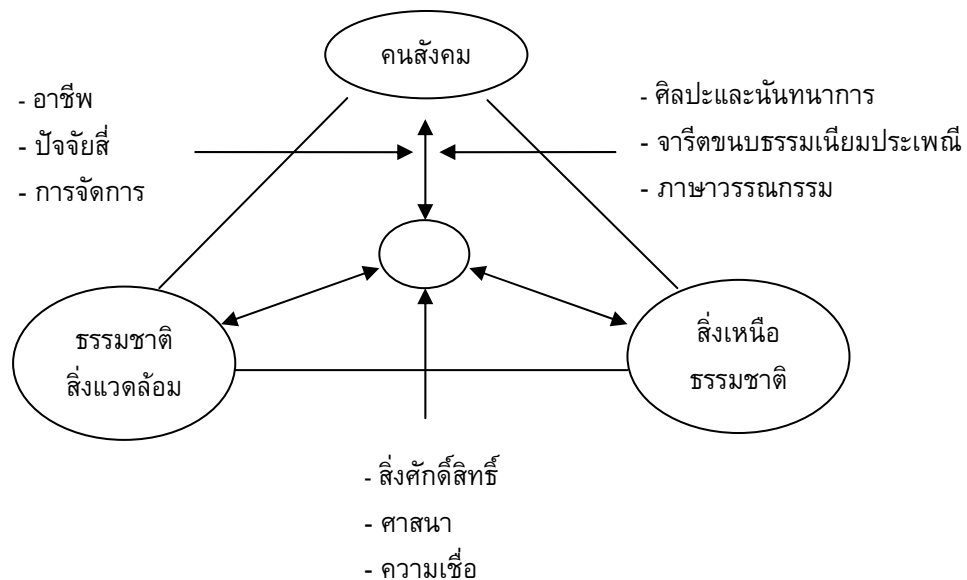 คนสังคม
- อาชีพ
- ปัจจัยสี่
- การจัดการ
- ศิลปะและนันทนาการ
- จารีตขนบธรรมเนียมประเพณี
- ภาษาวรรณกรรม
ธรรมชาติ
สิ่งแวดล้อม
สิ่งเหนือ
ธรรมชาติ
- สิ่งศักดิ์สิทธิ์
- ศาสนา
- ความเชื่อ